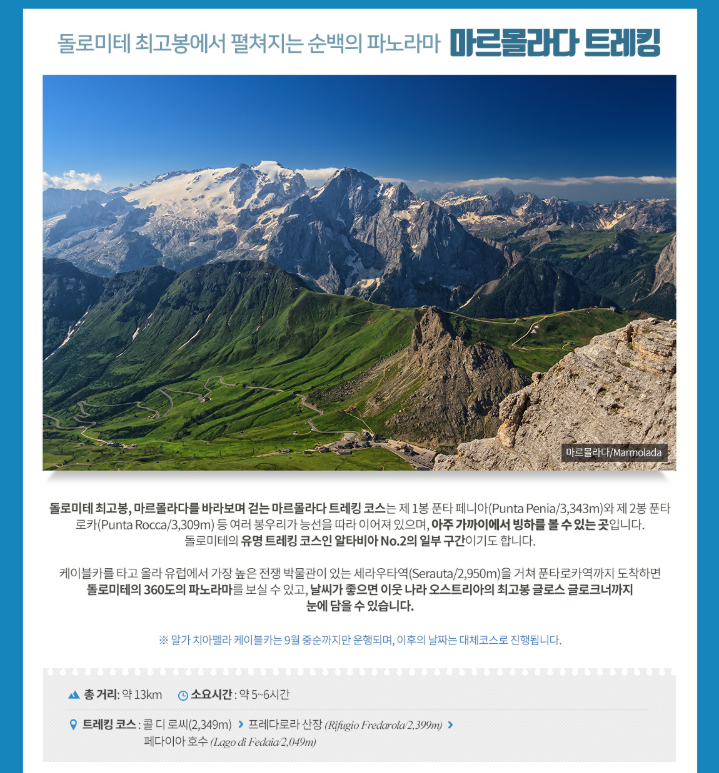 돌로미테 최고봉에서 펼쳐지는 순백의 파노라마 마르몰라다 트레킹
마르몰라다/Marmolada
돌로미테 최고봉, 마르몰라다를 바라보며 걷는 마르몰라다 트레킹 코스는 제 1봉 푼타 페니아(Punta Penia/3,343m)와 제 2봉 푼타
로카(Punta Rocca/3,309m) 등 여러 봉우리가 능선을 따라 이어져 있으며, 아주 가까이에서 빙하를 볼 수 있는 곳입니다.
돌로미테의 유명 트레킹 코스인 알타비아 No.2의 일부 구간이기도 합니다.
케이블카를 타고 올라 유럽에서 가장 높은 전쟁 박물관이 있는 세라우타역(Serauta/2,950m)을 거쳐 푼타로카역까지 도착하면
돌로미테의 360도의 파노라마를 보실 수 있고, 날씨가 좋으면 이웃 나라 오스트리아의 최고봉 글로스 글로크너까지
눈에 담을 수 있습니다.
※ 말가 치아펠라 케이블카는 9월 중순까지만 운행되며, 이후의 날짜는 대체코스로 진행됩니다.
총 거리: 약 13km 소요시간 : 약 5~6시간
트레킹 코스 : 콜 디 로씨(2,349m) > 프레다로라 산장 (Rifugio Fredarola/2,399m) >
페다이아 호수 (Lago di Fedaia/2,049m)